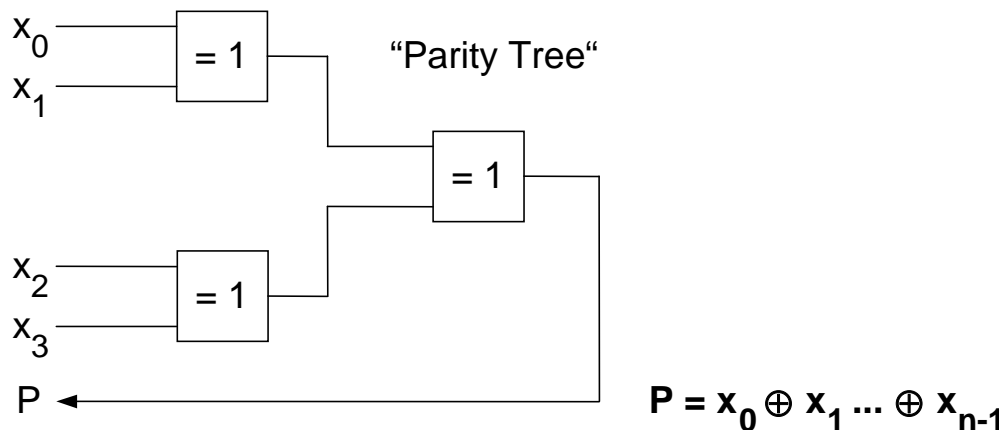 x₀
= 1
“Parity Tree“
x₁
= 1
x₂
= 1
x₃
P
P = x₀ ⊕ x₁ ... ⊕ xₙ₋₁